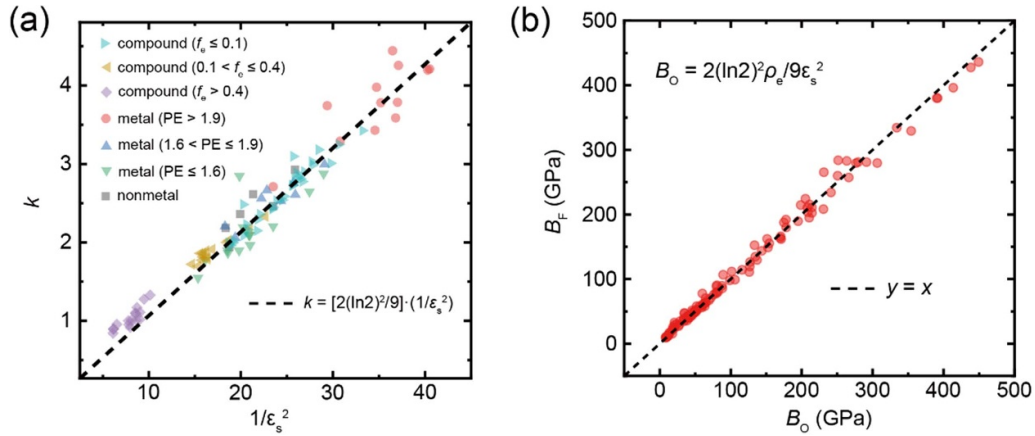 (a)
compound (fₑ ≤ 0.1)
compound (0.1 < fₑ ≤ 0.4)
compound (fₑ > 0.4)
metal (PE > 1.9)
metal (1.6 < PE ≤ 1.9)
metal (PE ≤ 1.6)
nonmetal
k = [2(ln2)²/9]·(1/εₛ²)
k
4
3
2
1
10
20
30
40
1/εₛ²
(b)
B_O = 2(ln2)²ρₑ/9εₛ²
y = x
B_F (GPa)
500
400
300
200
100
0
0
100
200
300
400
500
B_O (GPa)